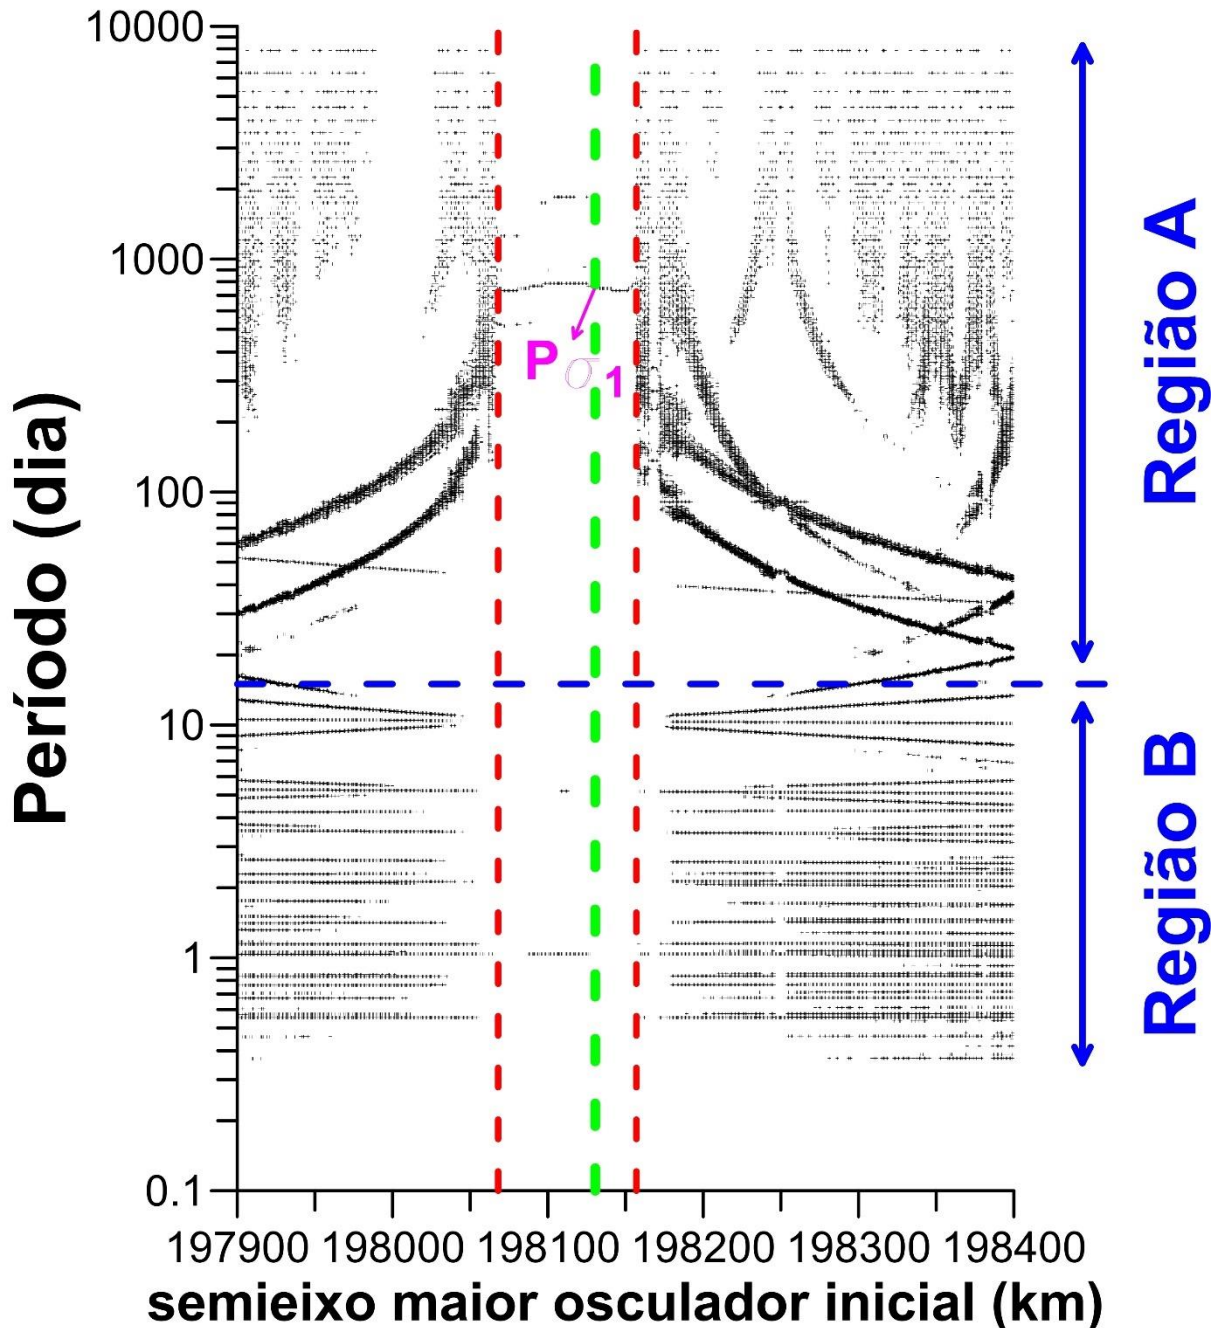 10000
1000
100
10
1
0.1
Período (dia)
P σ 1
Região A
Região B
197900 198000 198100 198200 198300 198400
semieixo maior osculador inicial (km)